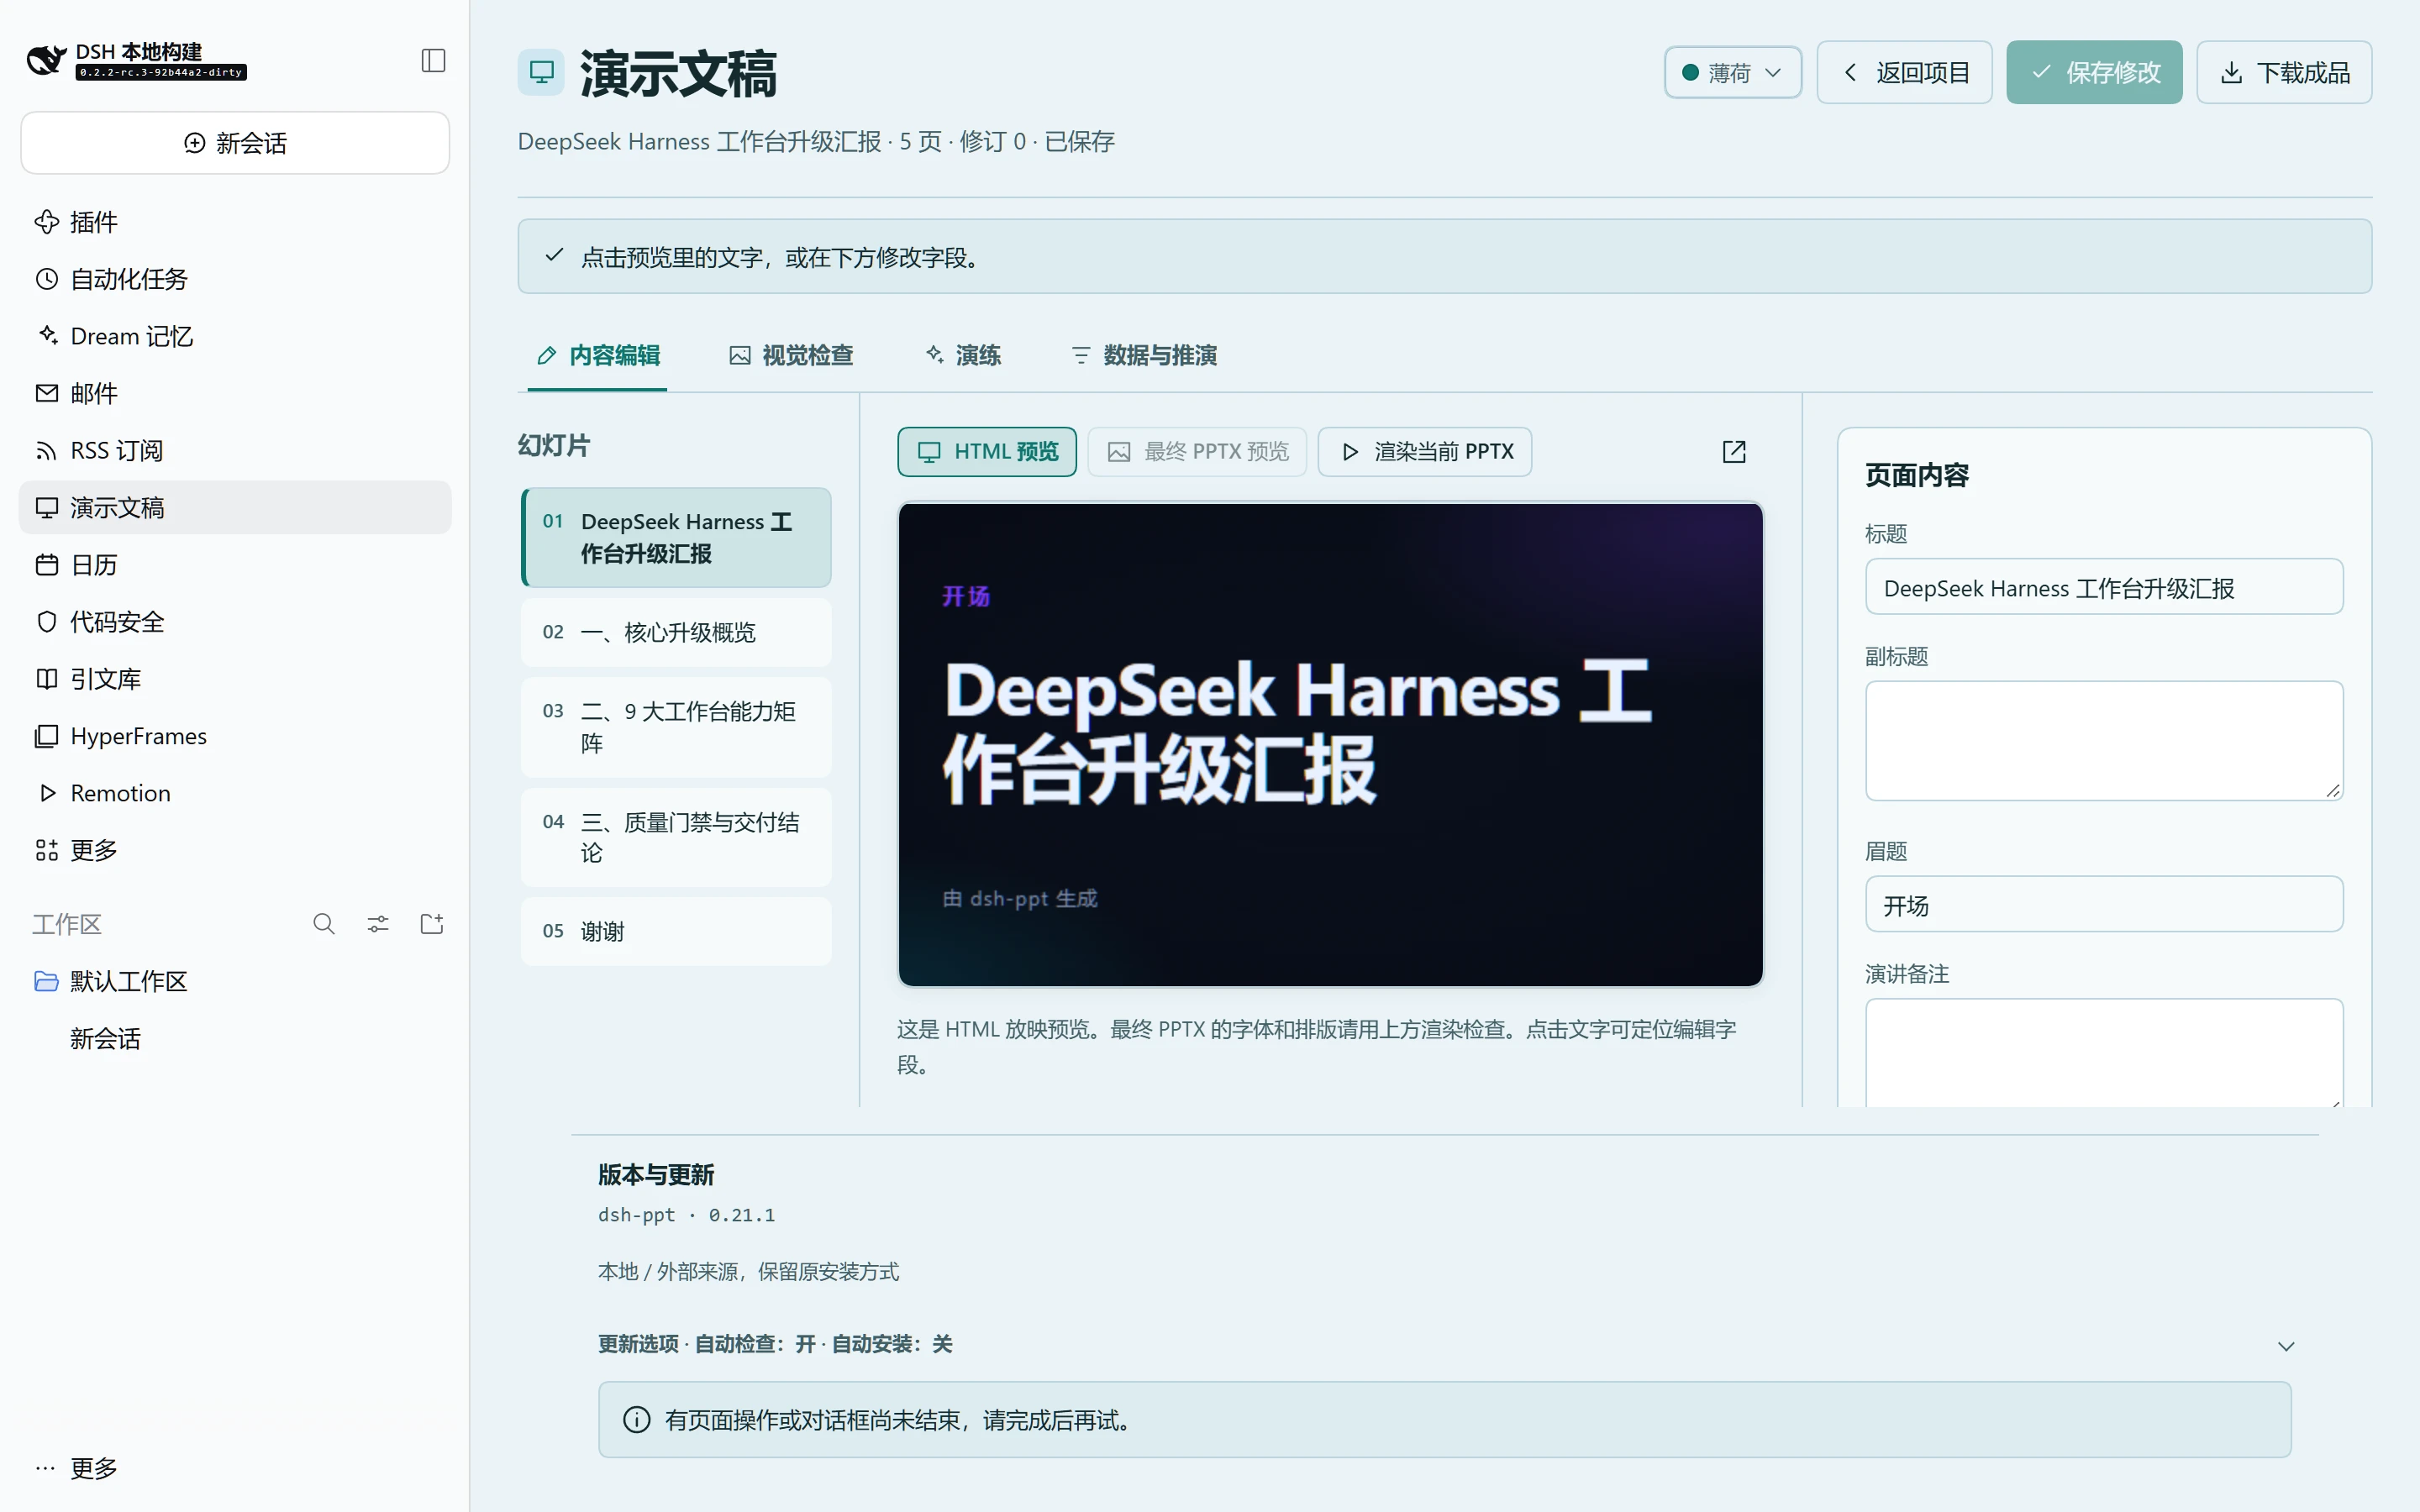 DSH 本地构建
0.2.2-rc.3-92b44a2-dirty
新会话
插件
自动化任务
Dream 记忆
邮件
RSS 订阅
演示文稿
日历
代码安全
引文库
HyperFrames
Remotion
更多
工作区
默认工作区
新会话
更多
演示文稿
薄荷
返回项目
保存修改
下载成品
DeepSeek Harness 工作台升级汇报 · 5 页 · 修订 0 · 已保存
点击预览里的文字，或在下方修改字段。
内容编辑
视觉检查
演练
数据与推演
幻灯片
01 DeepSeek Harness 工
作台升级汇报
02 一、核心升级概览
03 二、9 大工作台能力矩
阵
04 三、质量门禁与交付结
论
05 谢谢
HTML 预览
最终 PPTX 预览
渲染当前 PPTX
开场
DeepSeek Harness 工
作台升级汇报
由 dsh-ppt 生成
这是 HTML 放映预览。最终 PPTX 的字体和排版请用上方渲染检查。点击文字可定位编辑字
段。
页面内容
标题
DeepSeek Harness 工作台升级汇报
副标题
眉题
开场
演讲备注
版本与更新
dsh-ppt · 0.21.1
本地 / 外部来源，保留原安装方式
更新选项 · 自动检查：开 · 自动安装：关
有页面操作或对话框尚未结束，请完成后再试。